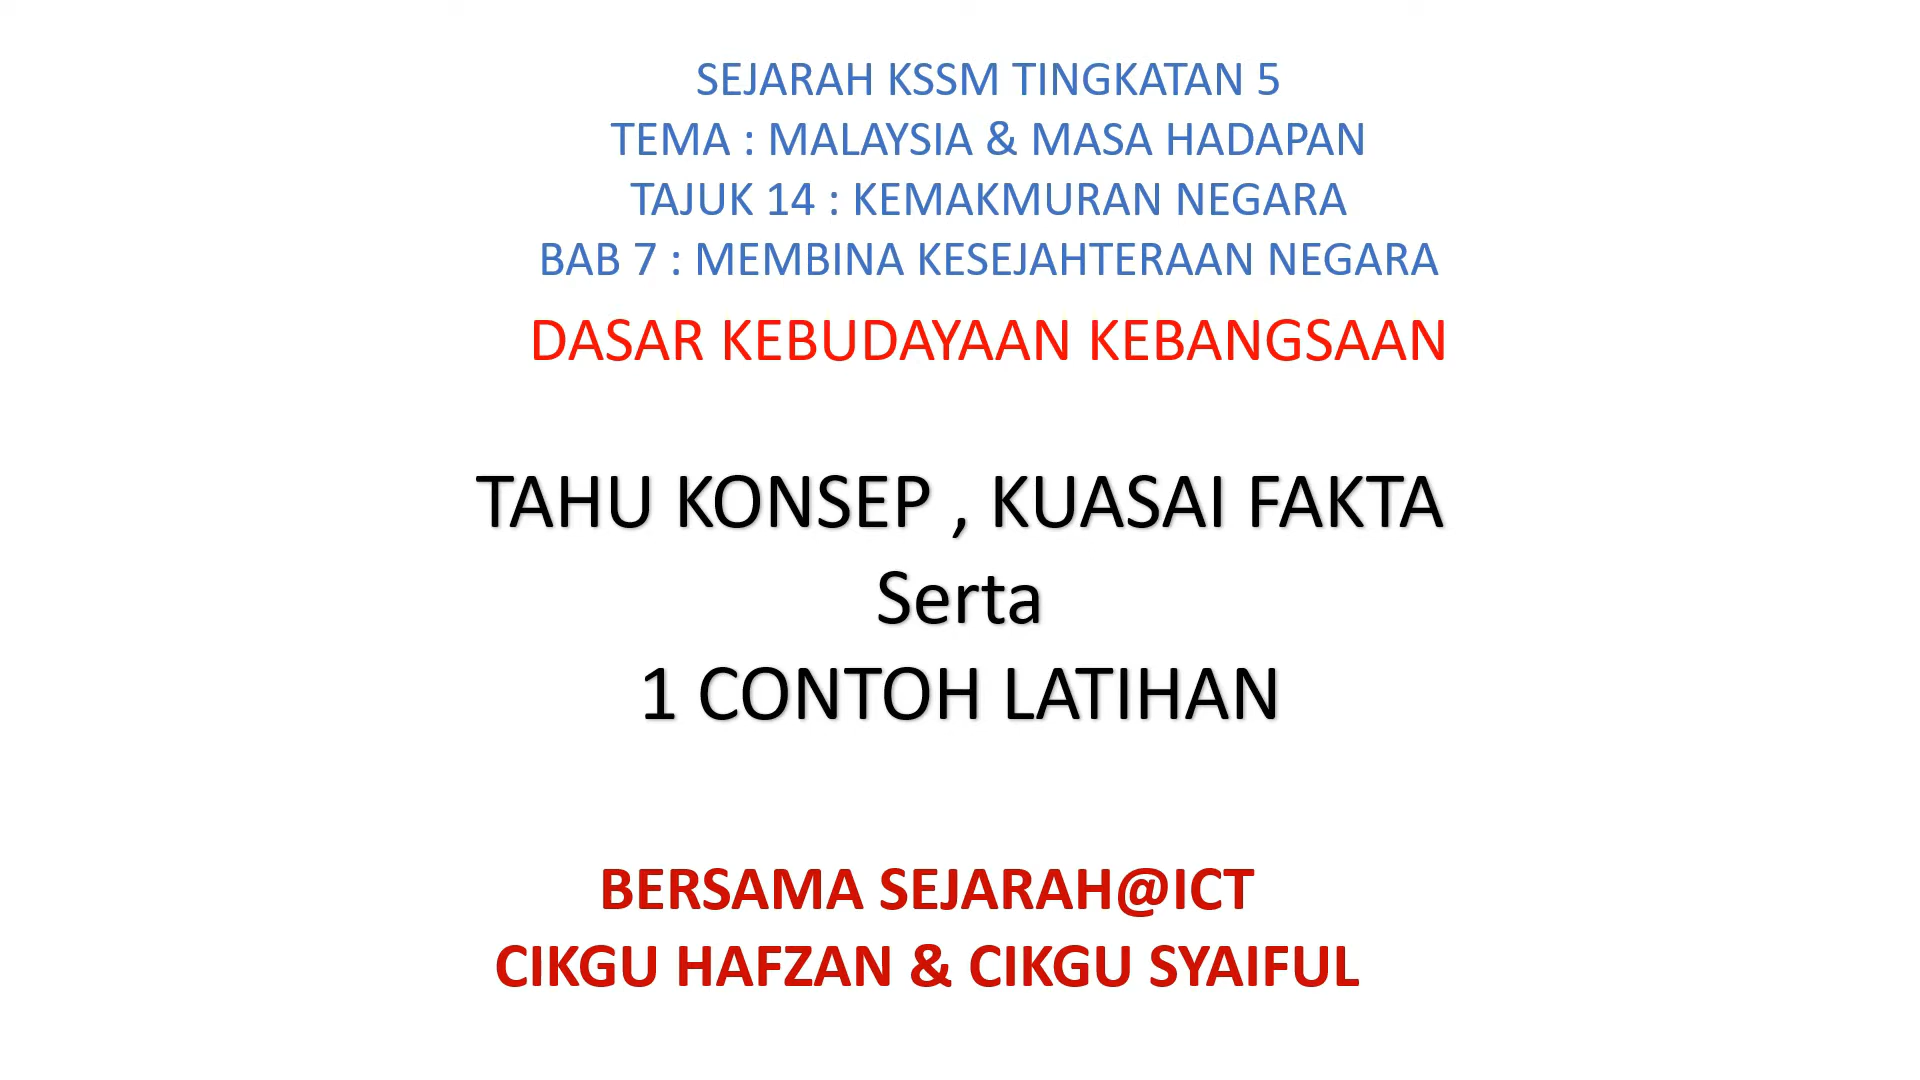 SEJARAH KSSM TINGKATAN 5
TEMA : MALAYSIA & MASA HADAPAN
TAJUK 14 : KEMAKMURAN NEGARA
BAB 7 : MEMBINA KESEJAHTERAAN NEGARA
DASAR KEBUDAYAAN KEBANGSAAN
TAHU KONSEP , KUASAI FAKTA
Serta
1 CONTOH LATIHAN
BERSAMA SEJARAH@ICT
CIKGU HAFZAN & CIKGU SYAIFUL